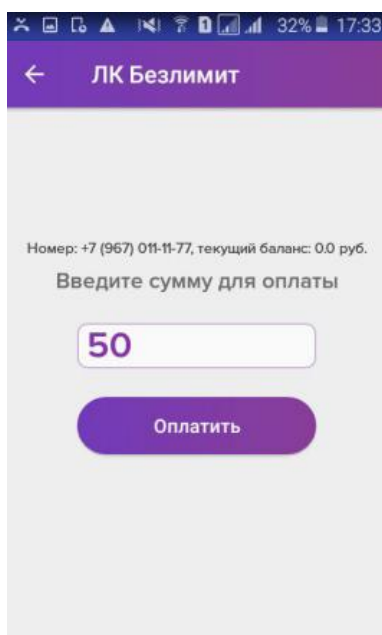 32% 17:33
ЛК Безлимит
Номер: +7 (967) 011-11-77, текущий баланс: 0.0 руб.
Введите сумму для оплаты
50
Оплатить